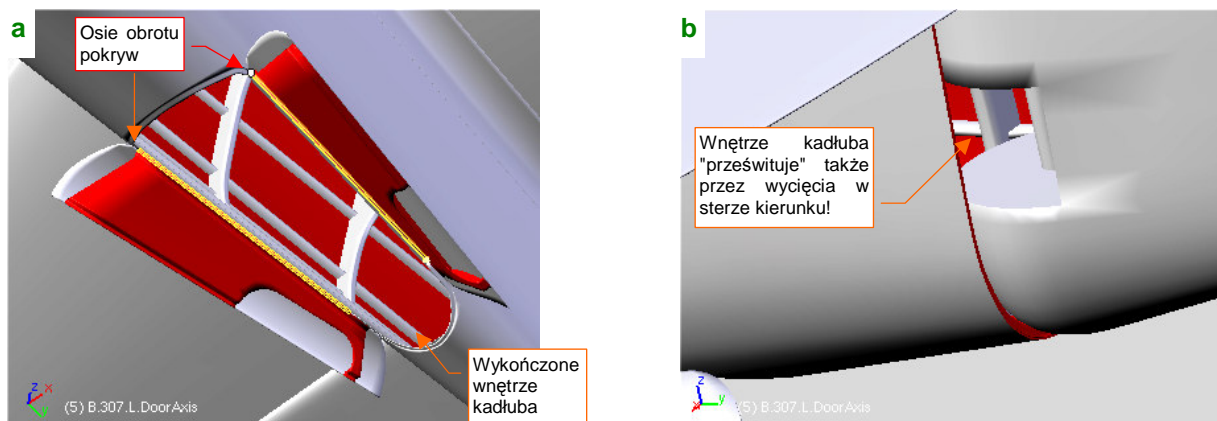 a
Osie obrotu
pokryw
Wykończone
wnętrze
kadłuba
z
x
y
(5) B.307.L.DoorAxis
b
Wnętrze kadłuba
"prześwituje" także
przez wycięcia w
sterze kierunku!
z
x
y
(5) B.307.L.DoorAxis